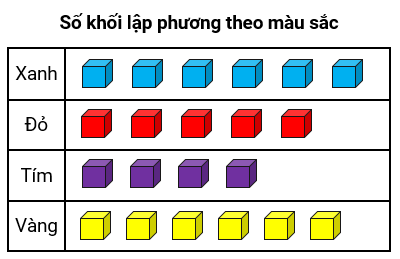 Số khối lập phương theo màu sắc
Xanh
Đỏ
Tím
Vàng